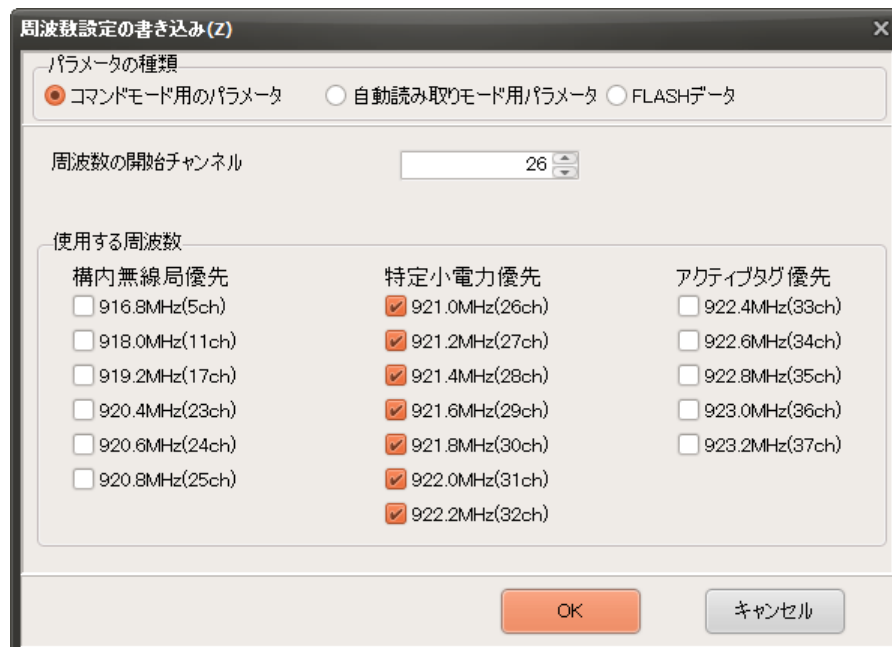 周波数設定の書き込み(Z)
パラメータの種類
コマンドモード用のパラメータ 自動読み取りモード用パラメータ FLASHデータ
周波数の開始チャンネル 26
使用する周波数
構内無線局優先 特定小電力優先 アクティブタグ優先
916.8MHz(5ch) 921.0MHz(26ch) 922.4MHz(33ch)
918.0MHz(11ch) 921.2MHz(27ch) 922.6MHz(34ch)
919.2MHz(17ch) 921.4MHz(28ch) 922.8MHz(35ch)
920.4MHz(23ch) 921.6MHz(29ch) 923.0MHz(36ch)
920.6MHz(24ch) 921.8MHz(30ch) 923.2MHz(37ch)
920.8MHz(25ch) 922.0MHz(31ch)
922.2MHz(32ch)
OK キャンセル